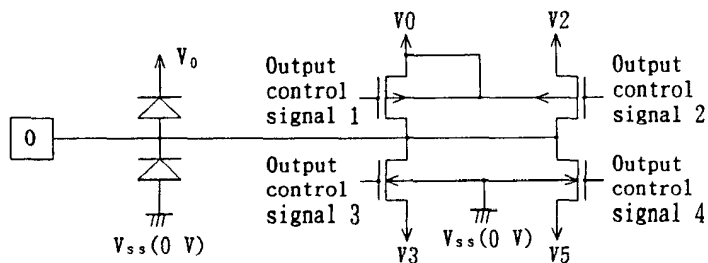 V0
V2
V₀
Output
control
signal 1
Output
control
signal 2
O
Output
control
signal 3
Output
control
signal 4
Vss(0 V)
V3
Vss(0 V)
V5